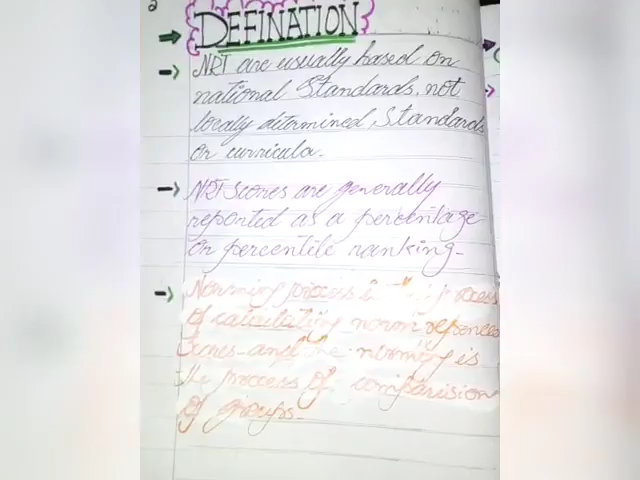 2
DEFINATION
NRT are usually based on
national Standards, not
locally determined, Standards
or curricula.
NRT Scores are generally
reported as a percentage
or percentile ranking-
Norming process is "the process
of calculating norm refrences
Scores and the "norming" is
the process of comparision
of groups-